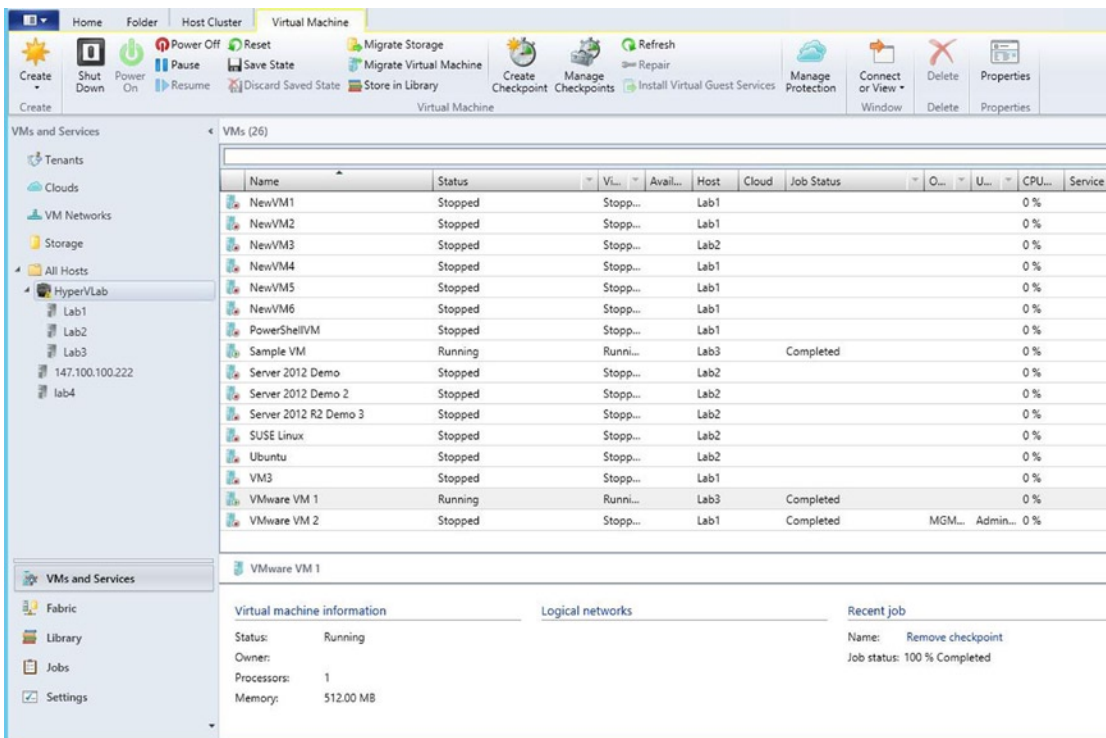 Home Folder Host Cluster Virtual Machine
Create
Shut Down
Power On
Power Off
Pause
Resume
Reset
Save State
Discard Saved State
Migrate Storage
Migrate Virtual Machine
Store in Library
Create Checkpoint
Manage Checkpoints
Refresh
Repair
Install Virtual Guest Services
Manage Protection
Connect or View
Delete
Properties
Create Virtual Machine Window Delete Properties
VMs and Services
Tenants
Clouds
VM Networks
Storage
All Hosts
HyperVLab
Lab1
Lab2
Lab3
147.100.100.222
lab4
VMs and Services
Fabric
Library
Jobs
Settings
VMs (26)
Name Status Vi... Avail... Host Cloud Job Status O... U... CPU... Service
NewVM1 Stopped Stopp... Lab1 0 %
NewVM2 Stopped Stopp... Lab1 0 %
NewVM3 Stopped Stopp... Lab2 0 %
NewVM4 Stopped Stopp... Lab1 0 %
NewVM5 Stopped Stopp... Lab1 0 %
NewVM6 Stopped Stopp... Lab1 0 %
PowerShellVM Stopped Stopp... Lab1 0 %
Sample VM Running Runni... Lab3 Completed 0 %
Server 2012 Demo Stopped Stopp... Lab2 0 %
Server 2012 Demo 2 Stopped Stopp... Lab2 0 %
Server 2012 R2 Demo 3 Stopped Stopp... Lab2 0 %
SUSE Linux Stopped Stopp... Lab2 0 %
Ubuntu Stopped Stopp... Lab2 0 %
VM3 Stopped Stopp... Lab1 0 %
VMware VM 1 Running Runni... Lab3 Completed 0 %
VMware VM 2 Stopped Stopp... Lab1 Completed MGM... Admin... 0 %
VMware VM 1
Virtual machine information
Status: Running
Owner:
Processors: 1
Memory: 512.00 MB
Logical networks
Recent job
Name: Remove checkpoint
Job status: 100 % Completed